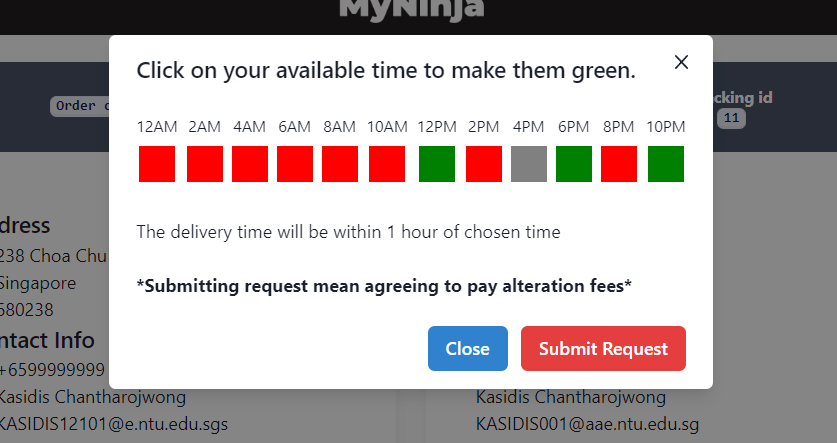 MyNinja
Click on your available time to make them green.
Order
cking id
11
12AM 2AM 4AM 6AM 8AM 10AM 12PM 2PM 4PM 6PM 8PM 10PM
dress
238 Choa Chu
Singapore
680238
The delivery time will be within 1 hour of chosen time
*Submitting request mean agreeing to pay alteration fees*
ntact Info
Close Submit Request
+6599999999
Kasidis Chantharojwong Kasidis Chantharojwong
KASIDIS12101@e.ntu.edu.sgs KASIDIS001@aae.ntu.edu.sg